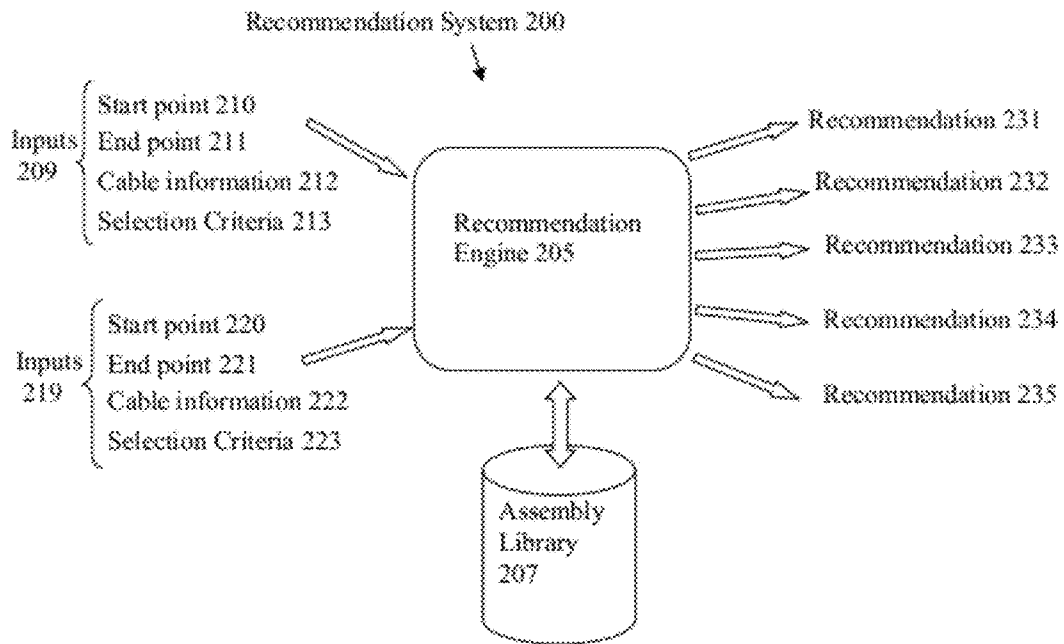 Recommendation System 200
Inputs
209
Start point 210
End point 211
Cable information 212
Selection Criteria 213
Inputs
219
Start point 220
End point 221
Cable information 222
Selection Criteria 223
Recommendation
Engine 205
Assembly
Library
207
Recommendation 231
Recommendation 232
Recommendation 233
Recommendation 234
Recommendation 235